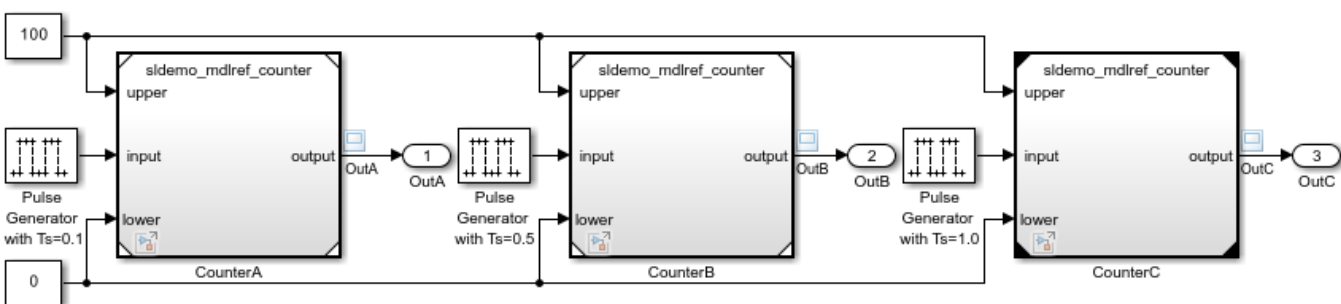 100
sldemo_mdlref_counter
upper
input
output
lower
CounterA
Pulse
Generator
with Ts=0.1
0
OutA
1
OutA
sldemo_mdlref_counter
upper
input
output
lower
CounterB
Pulse
Generator
with Ts=0.5
OutB
2
OutB
sldemo_mdlref_counter
upper
input
output
lower
CounterC
Pulse
Generator
with Ts=1.0
OutC
3
OutC